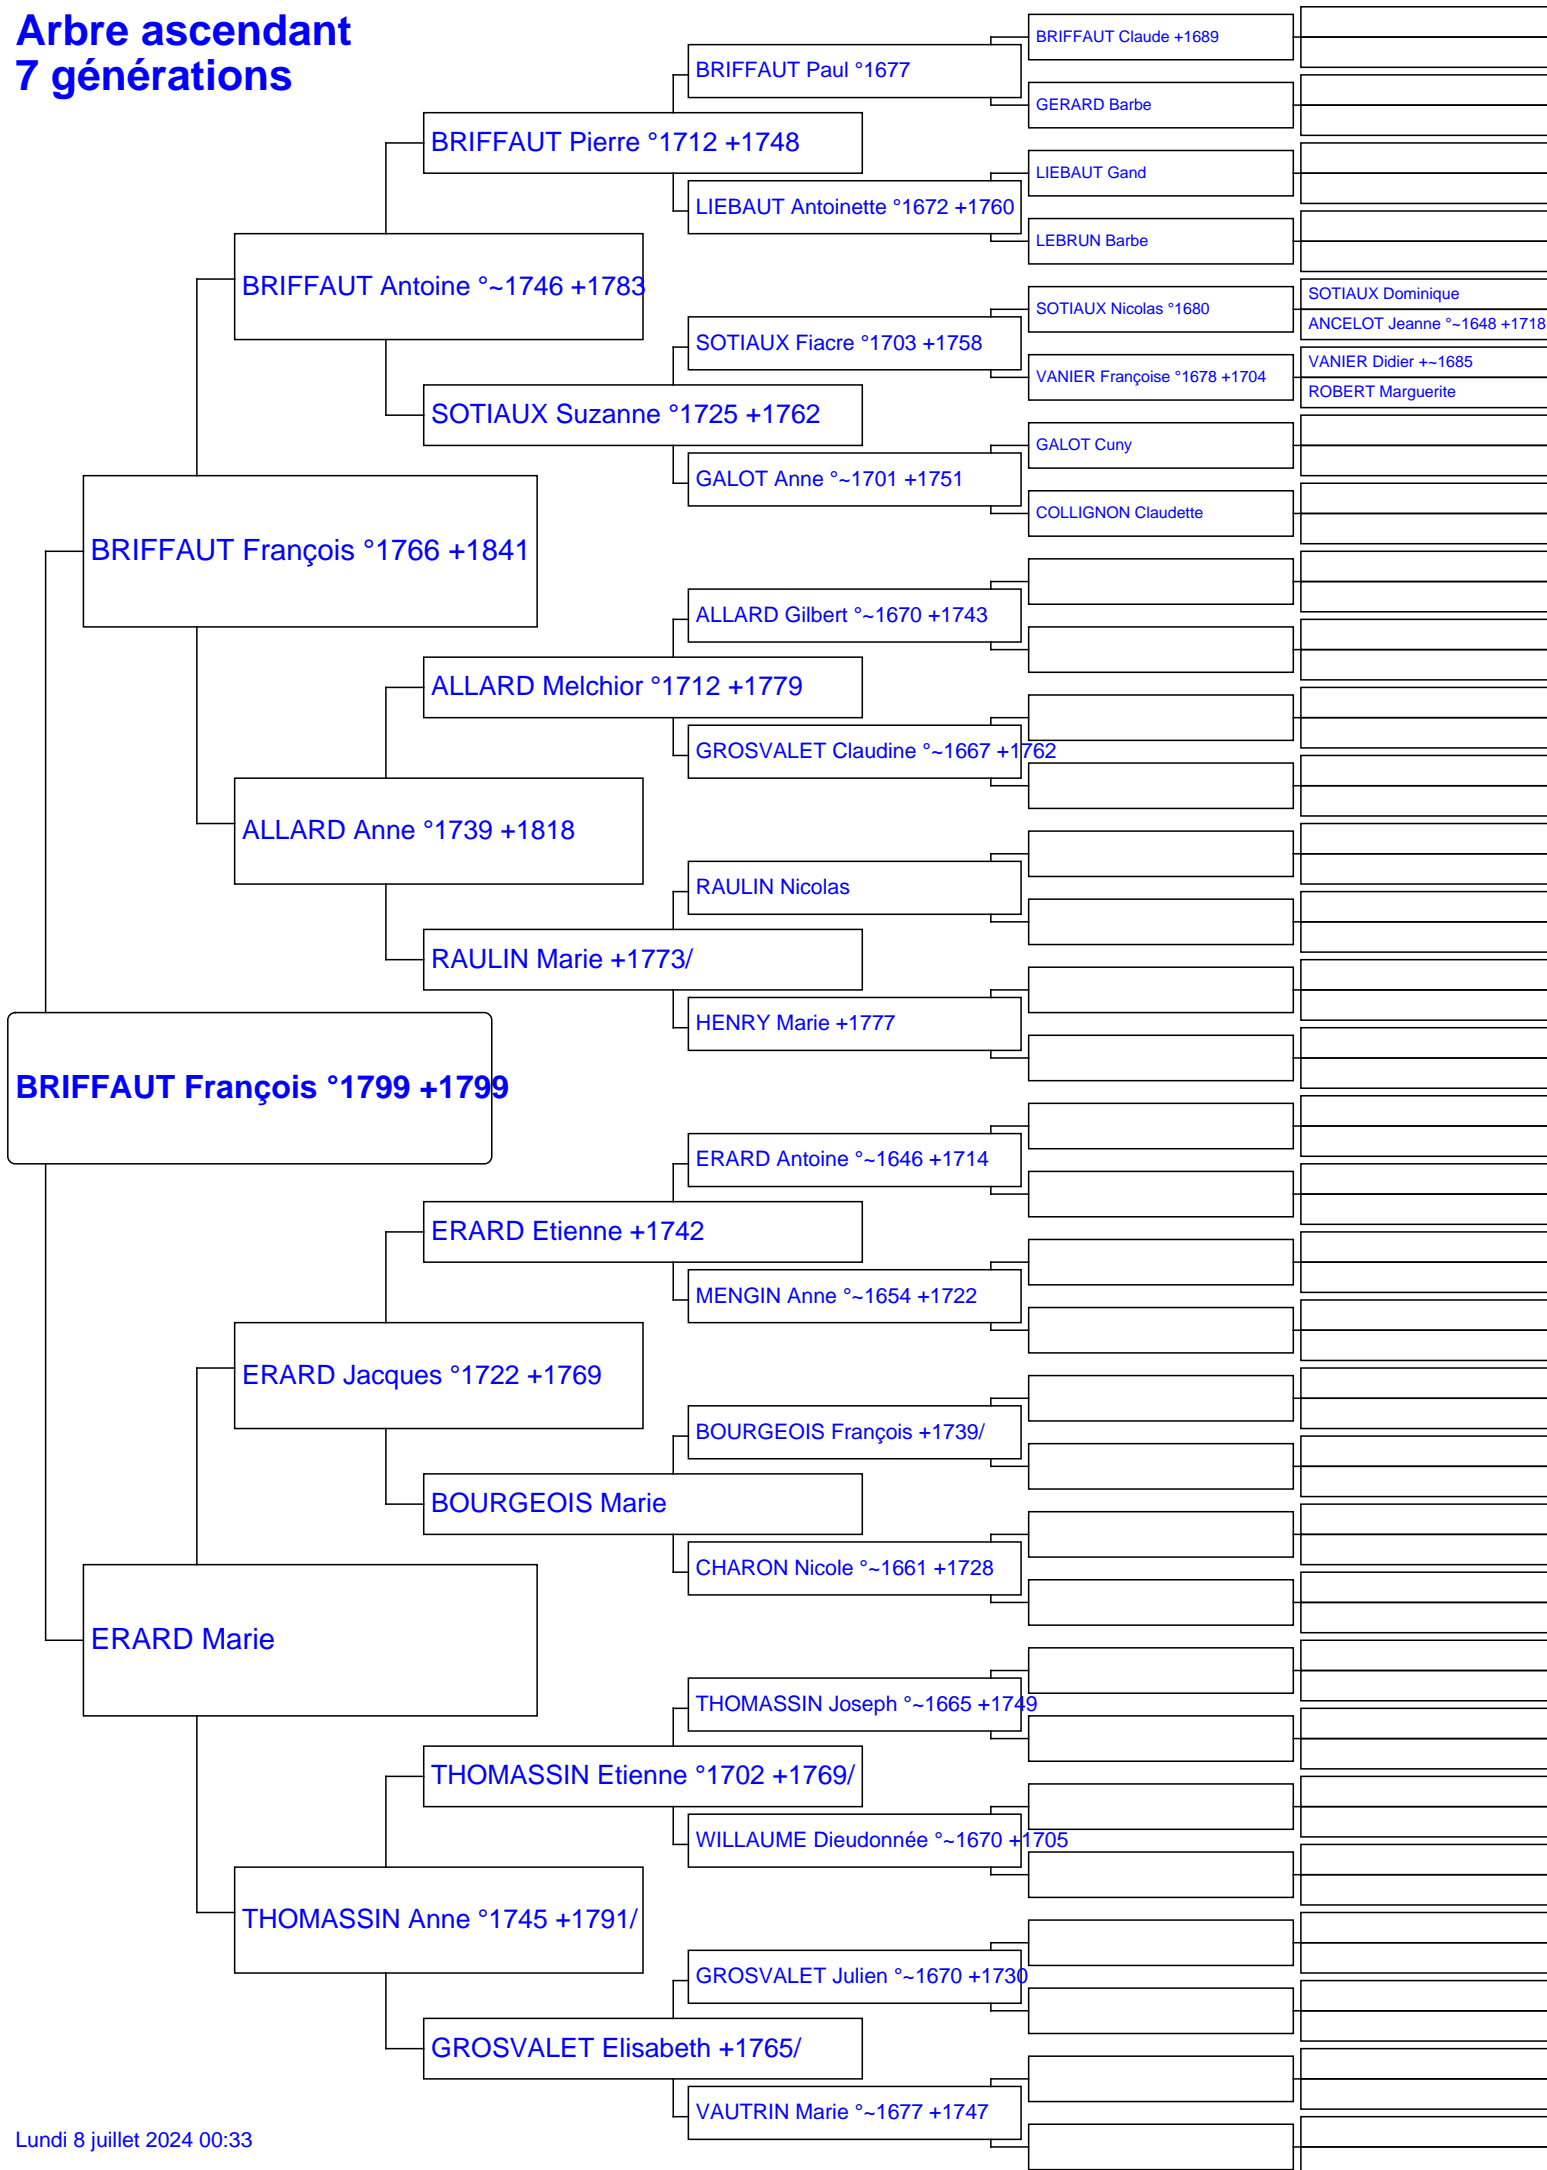 Arbre ascendant
7 générations
BRIFFAUT Claude +1689
BRIFFAUT Paul °1677
GERARD Barbe
BRIFFAUT Pierre °1712 +1748
LIEBAUT Gand
LIEBAUT Antoinette °1672 +1760
LEBRUN Barbe
BRIFFAUT Antoine °~1746 +1783
SOTIAUX Dominique
SOTIAUX Nicolas °1680
ANCELOT Jeanne °~1648 +1718
SOTIAUX Fiacre °1703 +1758
VANIER Didier +~1685
VANIER Françoise °1678 +1704
ROBERT Marguerite
SOTIAUX Suzanne °1725 +1762
GALOT Cuny
GALOT Anne °~1701 +1751
COLLIGNON Claudette
BRIFFAUT François °1766 +1841
ALLARD Gilbert °~1670 +1743
ALLARD Melchior °1712 +1779
GROSVALET Claudine °~1667 +1762
ALLARD Anne °1739 +1818
RAULIN Nicolas
RAULIN Marie +1773/
HENRY Marie +1777
BRIFFAUT François °1799 +1799
ERARD Antoine °~1646 +1714
ERARD Etienne +1742
MENGIN Anne °~1654 +1722
ERARD Jacques °1722 +1769
BOURGEOIS François +1739/
BOURGEOIS Marie
CHARON Nicole °~1661 +1728
ERARD Marie
THOMASSIN Joseph °~1665 +1749
THOMASSIN Etienne °1702 +1769/
WILLAUME Dieudonnée °~1670 +1705
THOMASSIN Anne °1745 +1791/
GROSVALET Julien °~1670 +1730
GROSVALET Elisabeth +1765/
VAUTRIN Marie °~1677 +1747
Lundi 8 juillet 2024 00:33